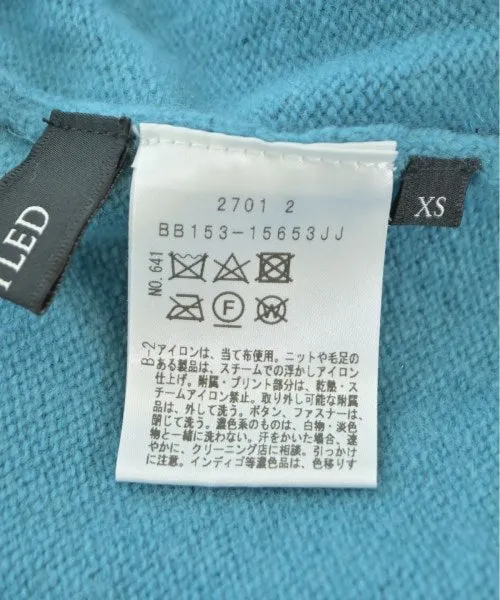 TLED
XS
2701 2
BB153-15653JJ
NO.641
F
W
B-2
アイロンは、当て布使用。ニットや毛足の
ある製品は、スチームでの浮かしアイロン
仕上げ。附属・プリント部分は、乾熱・ス
チームアイロン禁止。取り外し可能な附属
品は、外して洗う。ボタン、ファスナーは、
閉じて洗う。濃色系のものは、白物・淡色
物と一緒に洗わない。汗をかいた場合、速
やかに、クリーニング店に相談。引っかけ
に注意。インディゴ等濃色品は、色移りす